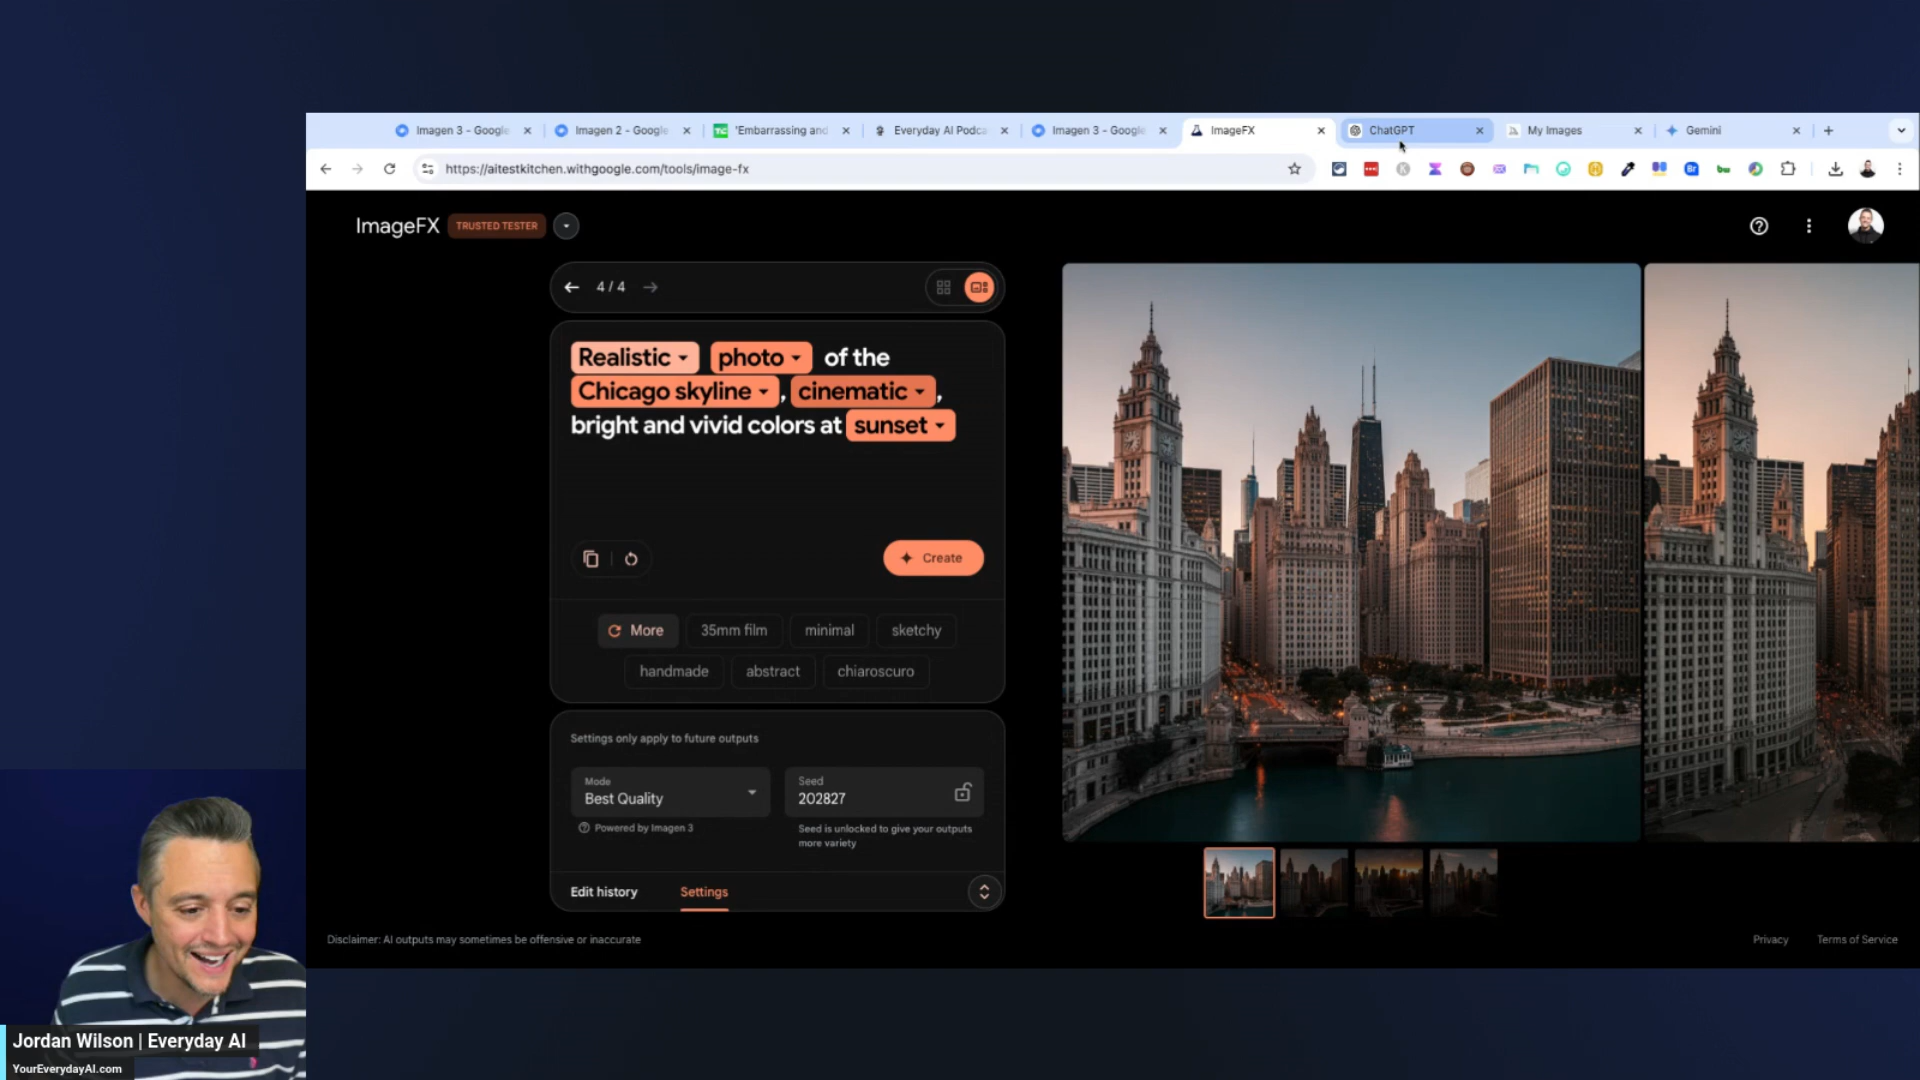 Imagen 3 - Google
Imagen 2 - Google
'Embarrassing and
Everyday AI Podca
Imagen 3 - Google
ImageFX
ChatGPT
My Images
Gemini
https://aitestkitchen.withgoogle.com/tools/image-fx
ImageFX
TRUSTED TESTER
4 / 4
Realistic photo of the
Chicago skyline, cinematic,
bright and vivid colors at sunset
Create
More
35mm film
minimal
sketchy
handmade
abstract
chiaroscuro
Settings only apply to future outputs
Mode
Best Quality
Powered by Imagen 3
Seed
202827
Seed is unlocked to give your outputs
more variety
Edit history
Settings
Disclaimer: AI outputs may sometimes be offensive or inaccurate
Privacy
Terms of Service
Jordan Wilson | Everyday AI
YourEverydayAI.com